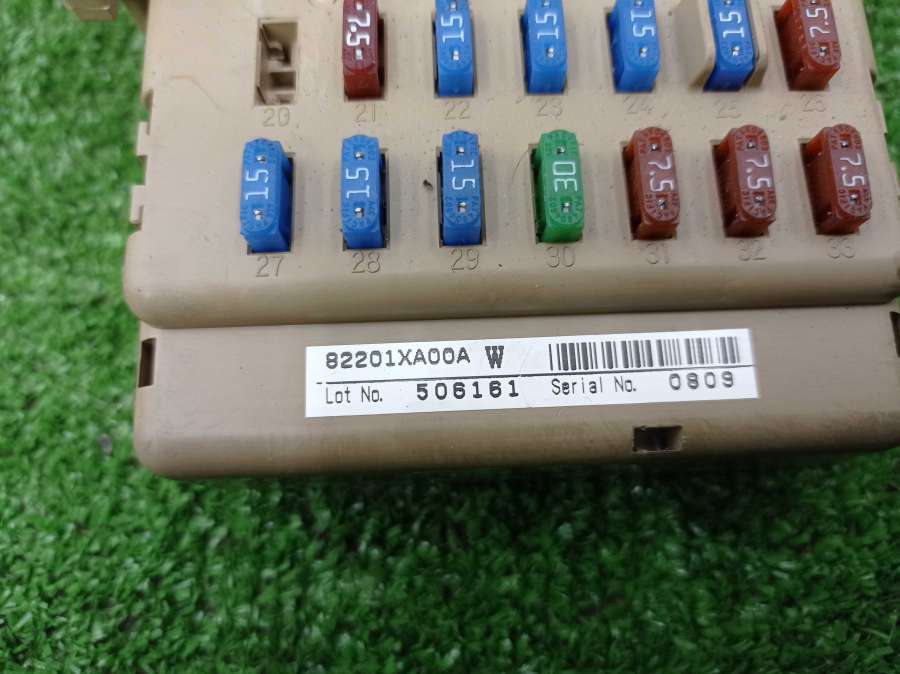 7.5 15 15 15 15 7.5
20 21 22 23 24 25 26
15 15 15 30 7.5 7.5 7.5
27 28 29 30 31 32 33
82201XA00A W
Lot No. 506161 Serial No. 0809